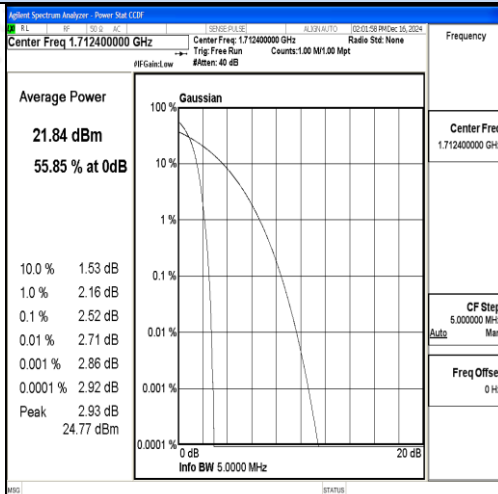 Agilent Spectrum Analyzer - Power Stat CCDF
RL RF 50 Ω AC SENSE:PULSE ALIGN AUTO 02:01:58 PM Dec 16, 2024
Center Freq 1.712400000 GHz
Center Freq: 1.712400000 GHz Radio Std: None
Trig: Free Run Counts:1.00 M/1.00 Mpt
#IFGain:Low #Atten: 40 dB
Frequency
Average Power
21.84 dBm
55.85 % at 0dB
10.0 % 1.53 dB
1.0 % 2.16 dB
0.1 % 2.52 dB
0.01 % 2.71 dB
0.001 % 2.86 dB
0.0001 % 2.92 dB
Peak 2.93 dB
24.77 dBm
Gaussian
100 %
10 %
1 %
0.1 %
0.01 %
0.001 %
0.0001 %
0 dB 20 dB
Info BW 5.0000 MHz
Center Freq
1.712400000 GHz
CF Step
5.000000 MHz
Auto Man
Freq Offset
0 Hz
MSG STATUS